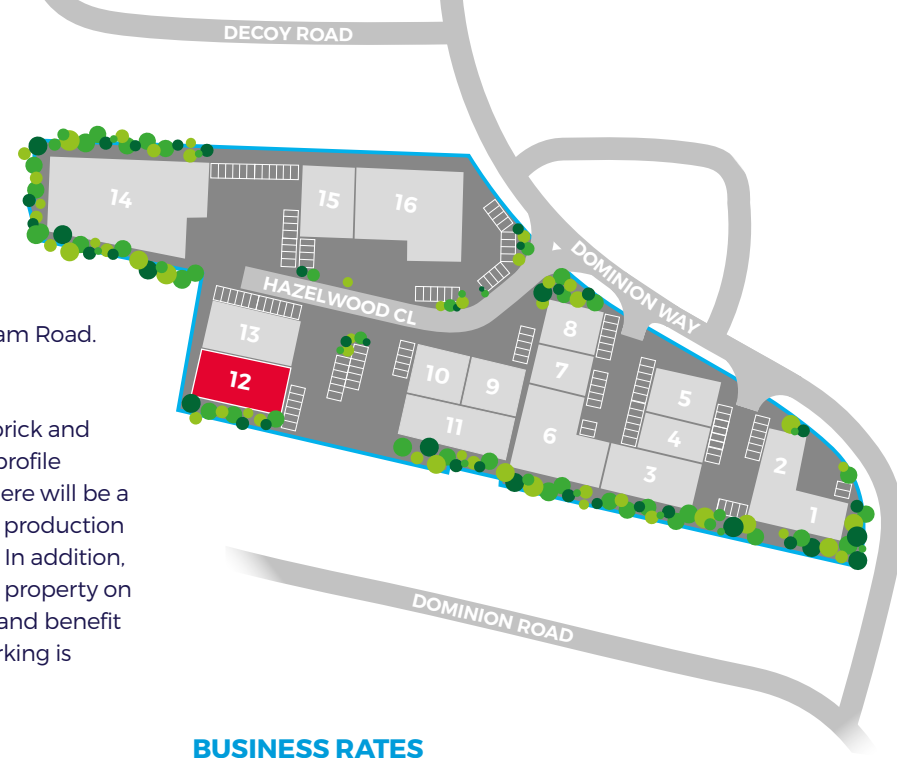 DECOY ROAD
14
15
16
DOMINION WAY
HAZELWOOD CL
13
12
8
7
10
9
11
6
5
4
3
2
1
am Road.
brick and
profile
ere will be a
production
In addition,
property on
and benefit
rking is
DOMINION ROAD
BUSINESS RATES